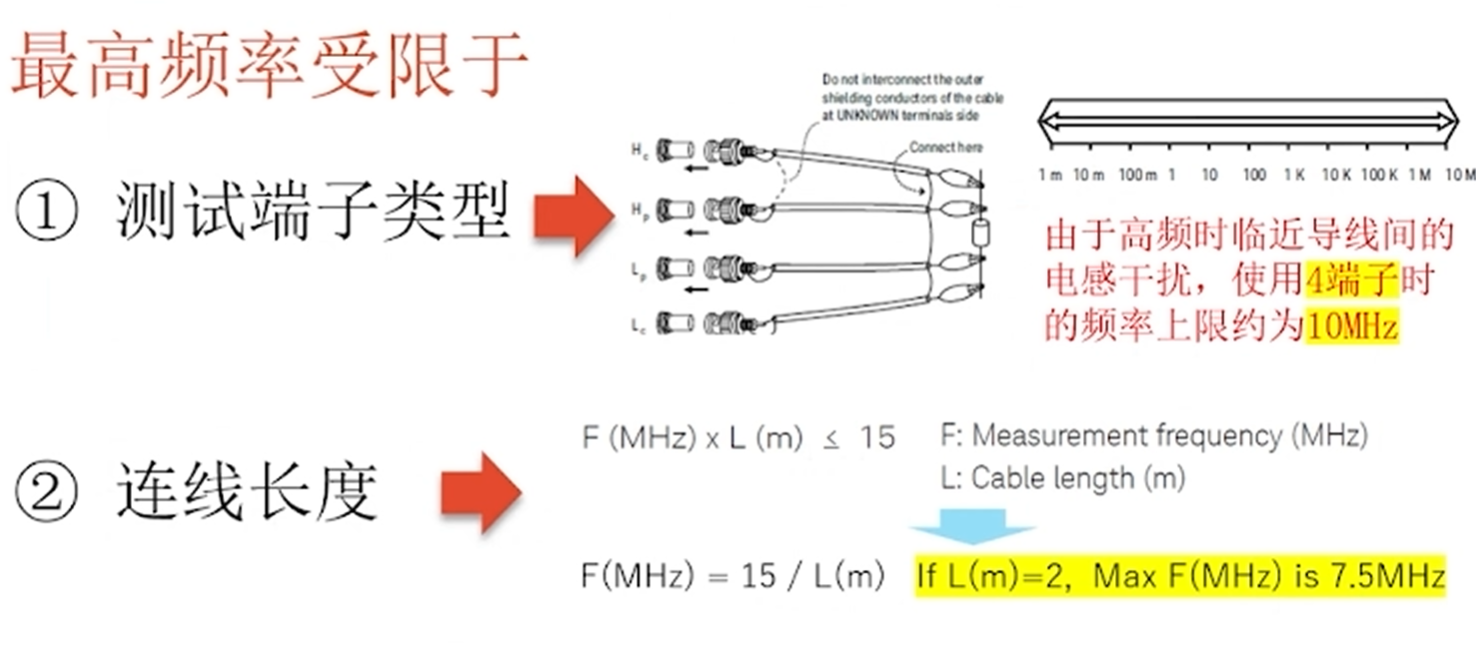 最高频率受限于
① 测试端子类型
Do not interconnect the outer
shielding conductors of the cable
at UNKNOWN terminals side
Connect here
Hc
Hp
Lp
Lc
1 m 10 m 100 m 1 10 100 1 K 10 K 100 K 1 M 10 M
由于高频时临近导线间的
电感干扰，使用4端子时
的频率上限约为10MHz
② 连线长度
F (MHz) x L (m) ≤ 15
F: Measurement frequency (MHz)
L: Cable length (m)
F(MHz) = 15 / L(m)
If L(m)=2, Max F(MHz) is 7.5MHz